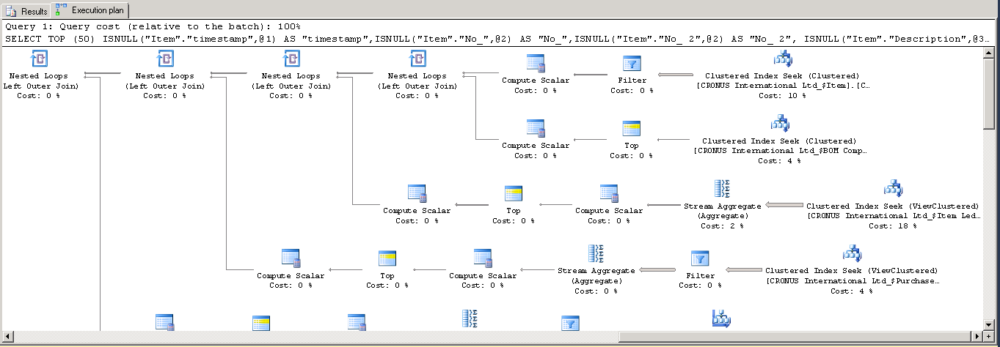 Results
Execution plan
Query 1: Query cost (relative to the batch): 100%
SELECT TOP (50) ISNULL("Item"."timestamp",@1) AS "timestamp",ISNULL("Item"."No_",@2) AS "No_",ISNULL("Item"."No_ 2",@2) AS "No_ 2", ISNULL("Item"."Description",@3…
Nested Loops
(Left Outer Join)
Cost: 0 %
Nested Loops
(Left Outer Join)
Cost: 0 %
Nested Loops
(Left Outer Join)
Cost: 0 %
Nested Loops
(Left Outer Join)
Cost: 0 %
Compute Scalar
Cost: 0 %
Filter
Cost: 0 %
Clustered Index Seek (Clustered)
[CRONUS International Ltd_$Item].[C…
Cost: 10 %
Compute Scalar
Cost: 0 %
Top
Cost: 0 %
Clustered Index Seek (Clustered)
[CRONUS International Ltd_$BOM Comp…
Cost: 4 %
Compute Scalar
Cost: 0 %
Top
Cost: 0 %
Compute Scalar
Cost: 0 %
Stream Aggregate
(Aggregate)
Cost: 2 %
Clustered Index Seek (ViewClustered)
[CRONUS International Ltd_$Item Led…
Cost: 18 %
Compute Scalar
Cost: 0 %
Top
Cost: 0 %
Compute Scalar
Cost: 0 %
Stream Aggregate
(Aggregate)
Cost: 0 %
Filter
Cost: 0 %
Clustered Index Seek (ViewClustered)
[CRONUS International Ltd_$Purchase…
Cost: 4 %